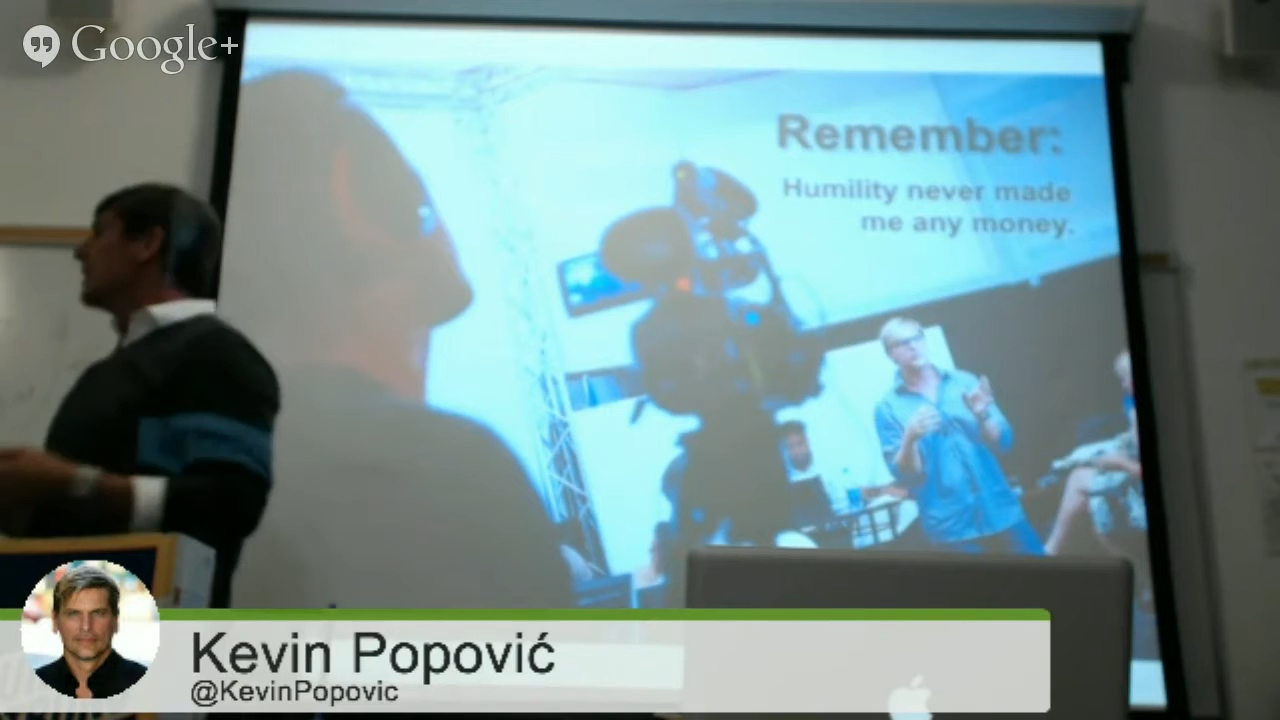 Google+
Remember:
Humility never made
me any money.
Kevin Popović
@KevinPopovic